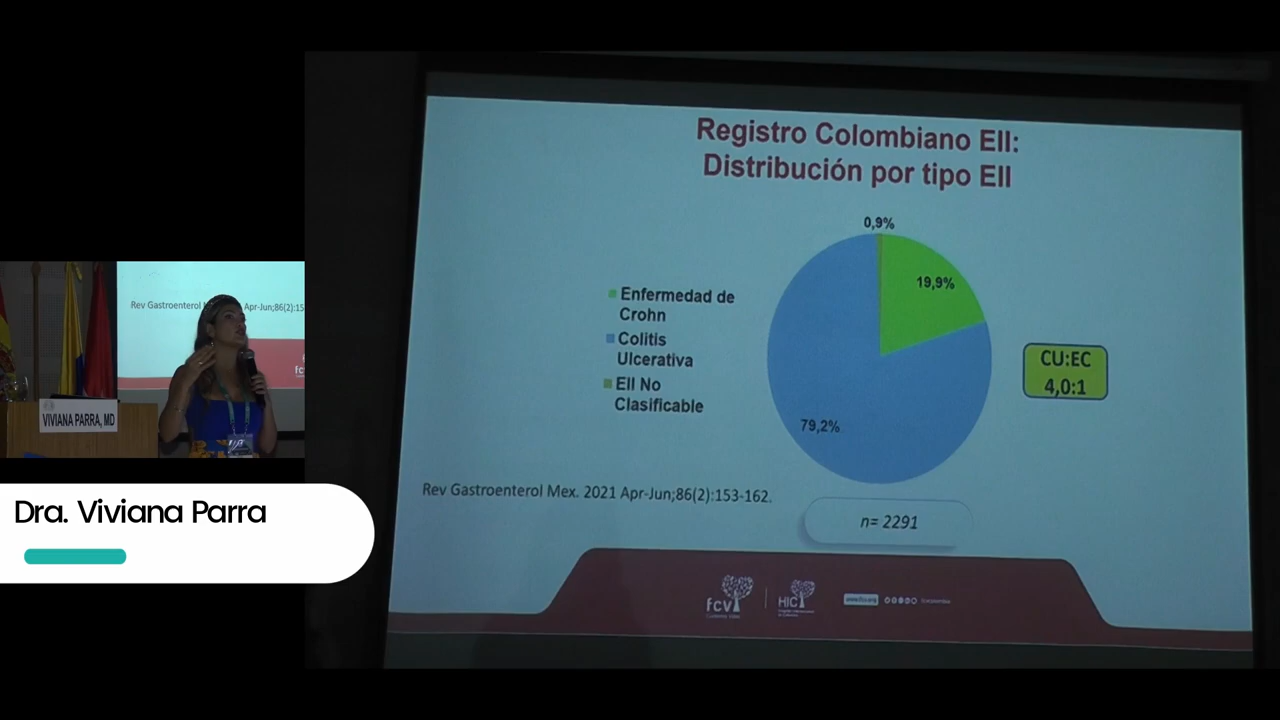 Registro Colombiano EII:
Distribución por tipo EII
0,9%
19,9%
Enfermedad de
Crohn
Colitis
Ulcerativa
EII No
Clasificable
CU:EC
4,0:1
79,2%
Rev Gastroenterol Mex. 2021 Apr-Jun;86(2):153-162.
n= 2291
fcv
HIC
Rev Gastroenterol M
Apr-Jun;86(2):15
VIVIANA PARRA, MD
Dra. Viviana Parra